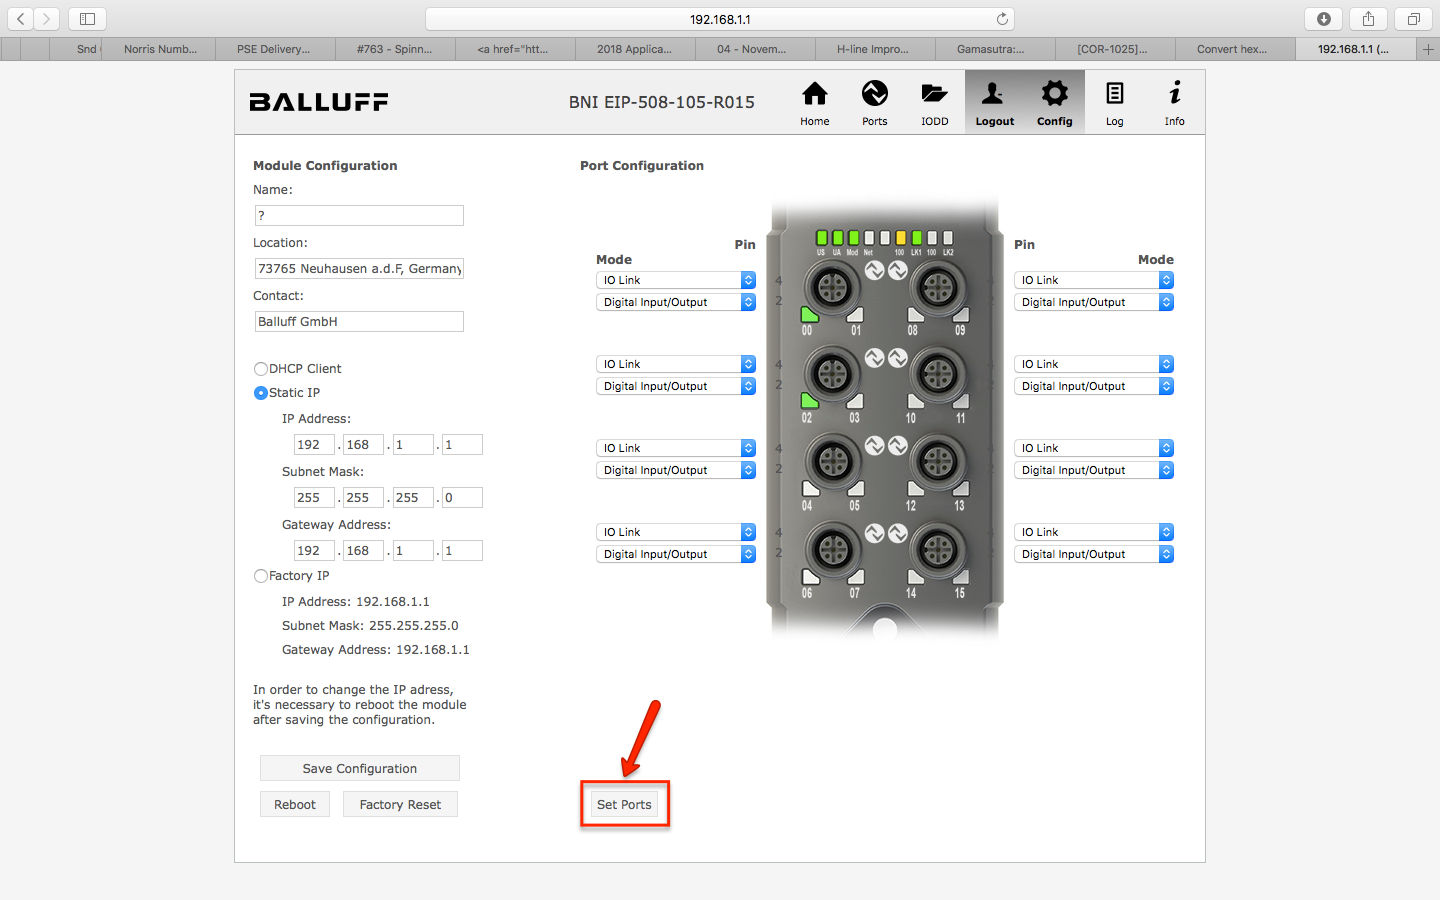 192.168.1.1
Snd
Norris Numb...
PSE Delivery...
#763 - Spinn...
<a href="htt...
2018 Applica...
04 - Novem...
H-line Impro...
Gamasutra:...
[COR-1025]...
Convert hex...
192.168.1.1 (...
BALLUFF
BNI EIP-508-105-R015
Home
Ports
IODD
Logout
Config
Log
Info
Module Configuration
Name:
?
Location:
73765 Neuhausen a.d.F, Germany
Contact:
Balluff GmbH
DHCP Client
Static IP
IP Address:
192 . 168 . 1 . 1
Subnet Mask:
255 . 255 . 255 . 0
Gateway Address:
192 . 168 . 1 . 1
Factory IP
IP Address: 192.168.1.1
Subnet Mask: 255.255.255.0
Gateway Address: 192.168.1.1
In order to change the IP adress,
it's necessary to reboot the module
after saving the configuration.
Save Configuration
Reboot
Factory Reset
Port Configuration
Pin
Mode
Pin
Mode
US UA Mod Net 100 LK1 100 LK2
IO Link 4 IO Link
Digital Input/Output 2 Digital Input/Output
00 01 08 09
IO Link 4 IO Link
Digital Input/Output 2 Digital Input/Output
02 03 10 11
IO Link 4 IO Link
Digital Input/Output 2 Digital Input/Output
04 05 12 13
IO Link 4 IO Link
Digital Input/Output 2 Digital Input/Output
06 07 14 15
Set Ports